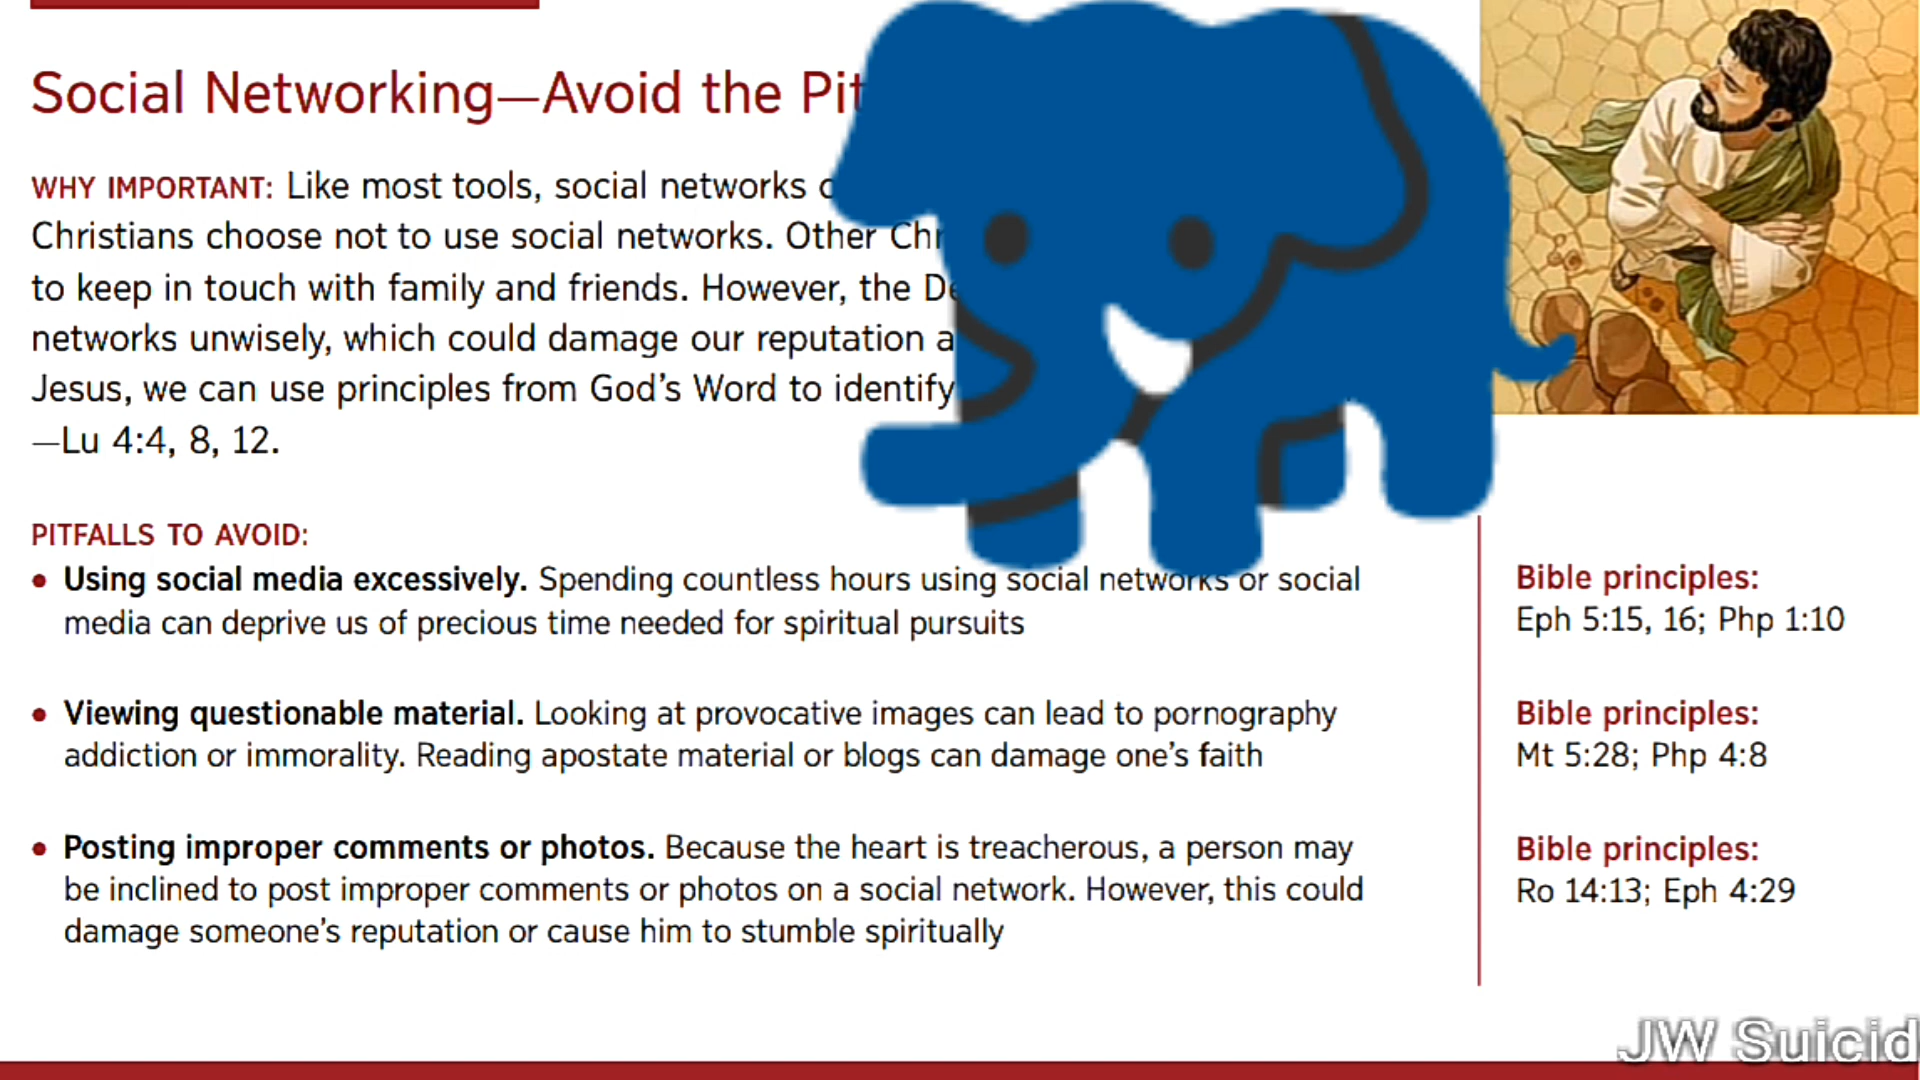 Social Networking—Avoid the Pit
WHY IMPORTANT: Like most tools, social networks
Christians choose not to use social networks. Other Chr
to keep in touch with family and friends. However, the De
networks unwisely, which could damage our reputation a
Jesus, we can use principles from God’s Word to identify
—Lu 4:4, 8, 12.
PITFALLS TO AVOID:
• Using social media excessively. Spending countless hours using social networks or social
media can deprive us of precious time needed for spiritual pursuits
Bible principles:
Eph 5:15, 16; Php 1:10
• Viewing questionable material. Looking at provocative images can lead to pornography
addiction or immorality. Reading apostate material or blogs can damage one’s faith
Bible principles:
Mt 5:28; Php 4:8
• Posting improper comments or photos. Because the heart is treacherous, a person may
be inclined to post improper comments or photos on a social network. However, this could
damage someone’s reputation or cause him to stumble spiritually
Bible principles:
Ro 14:13; Eph 4:29
JW Suicid